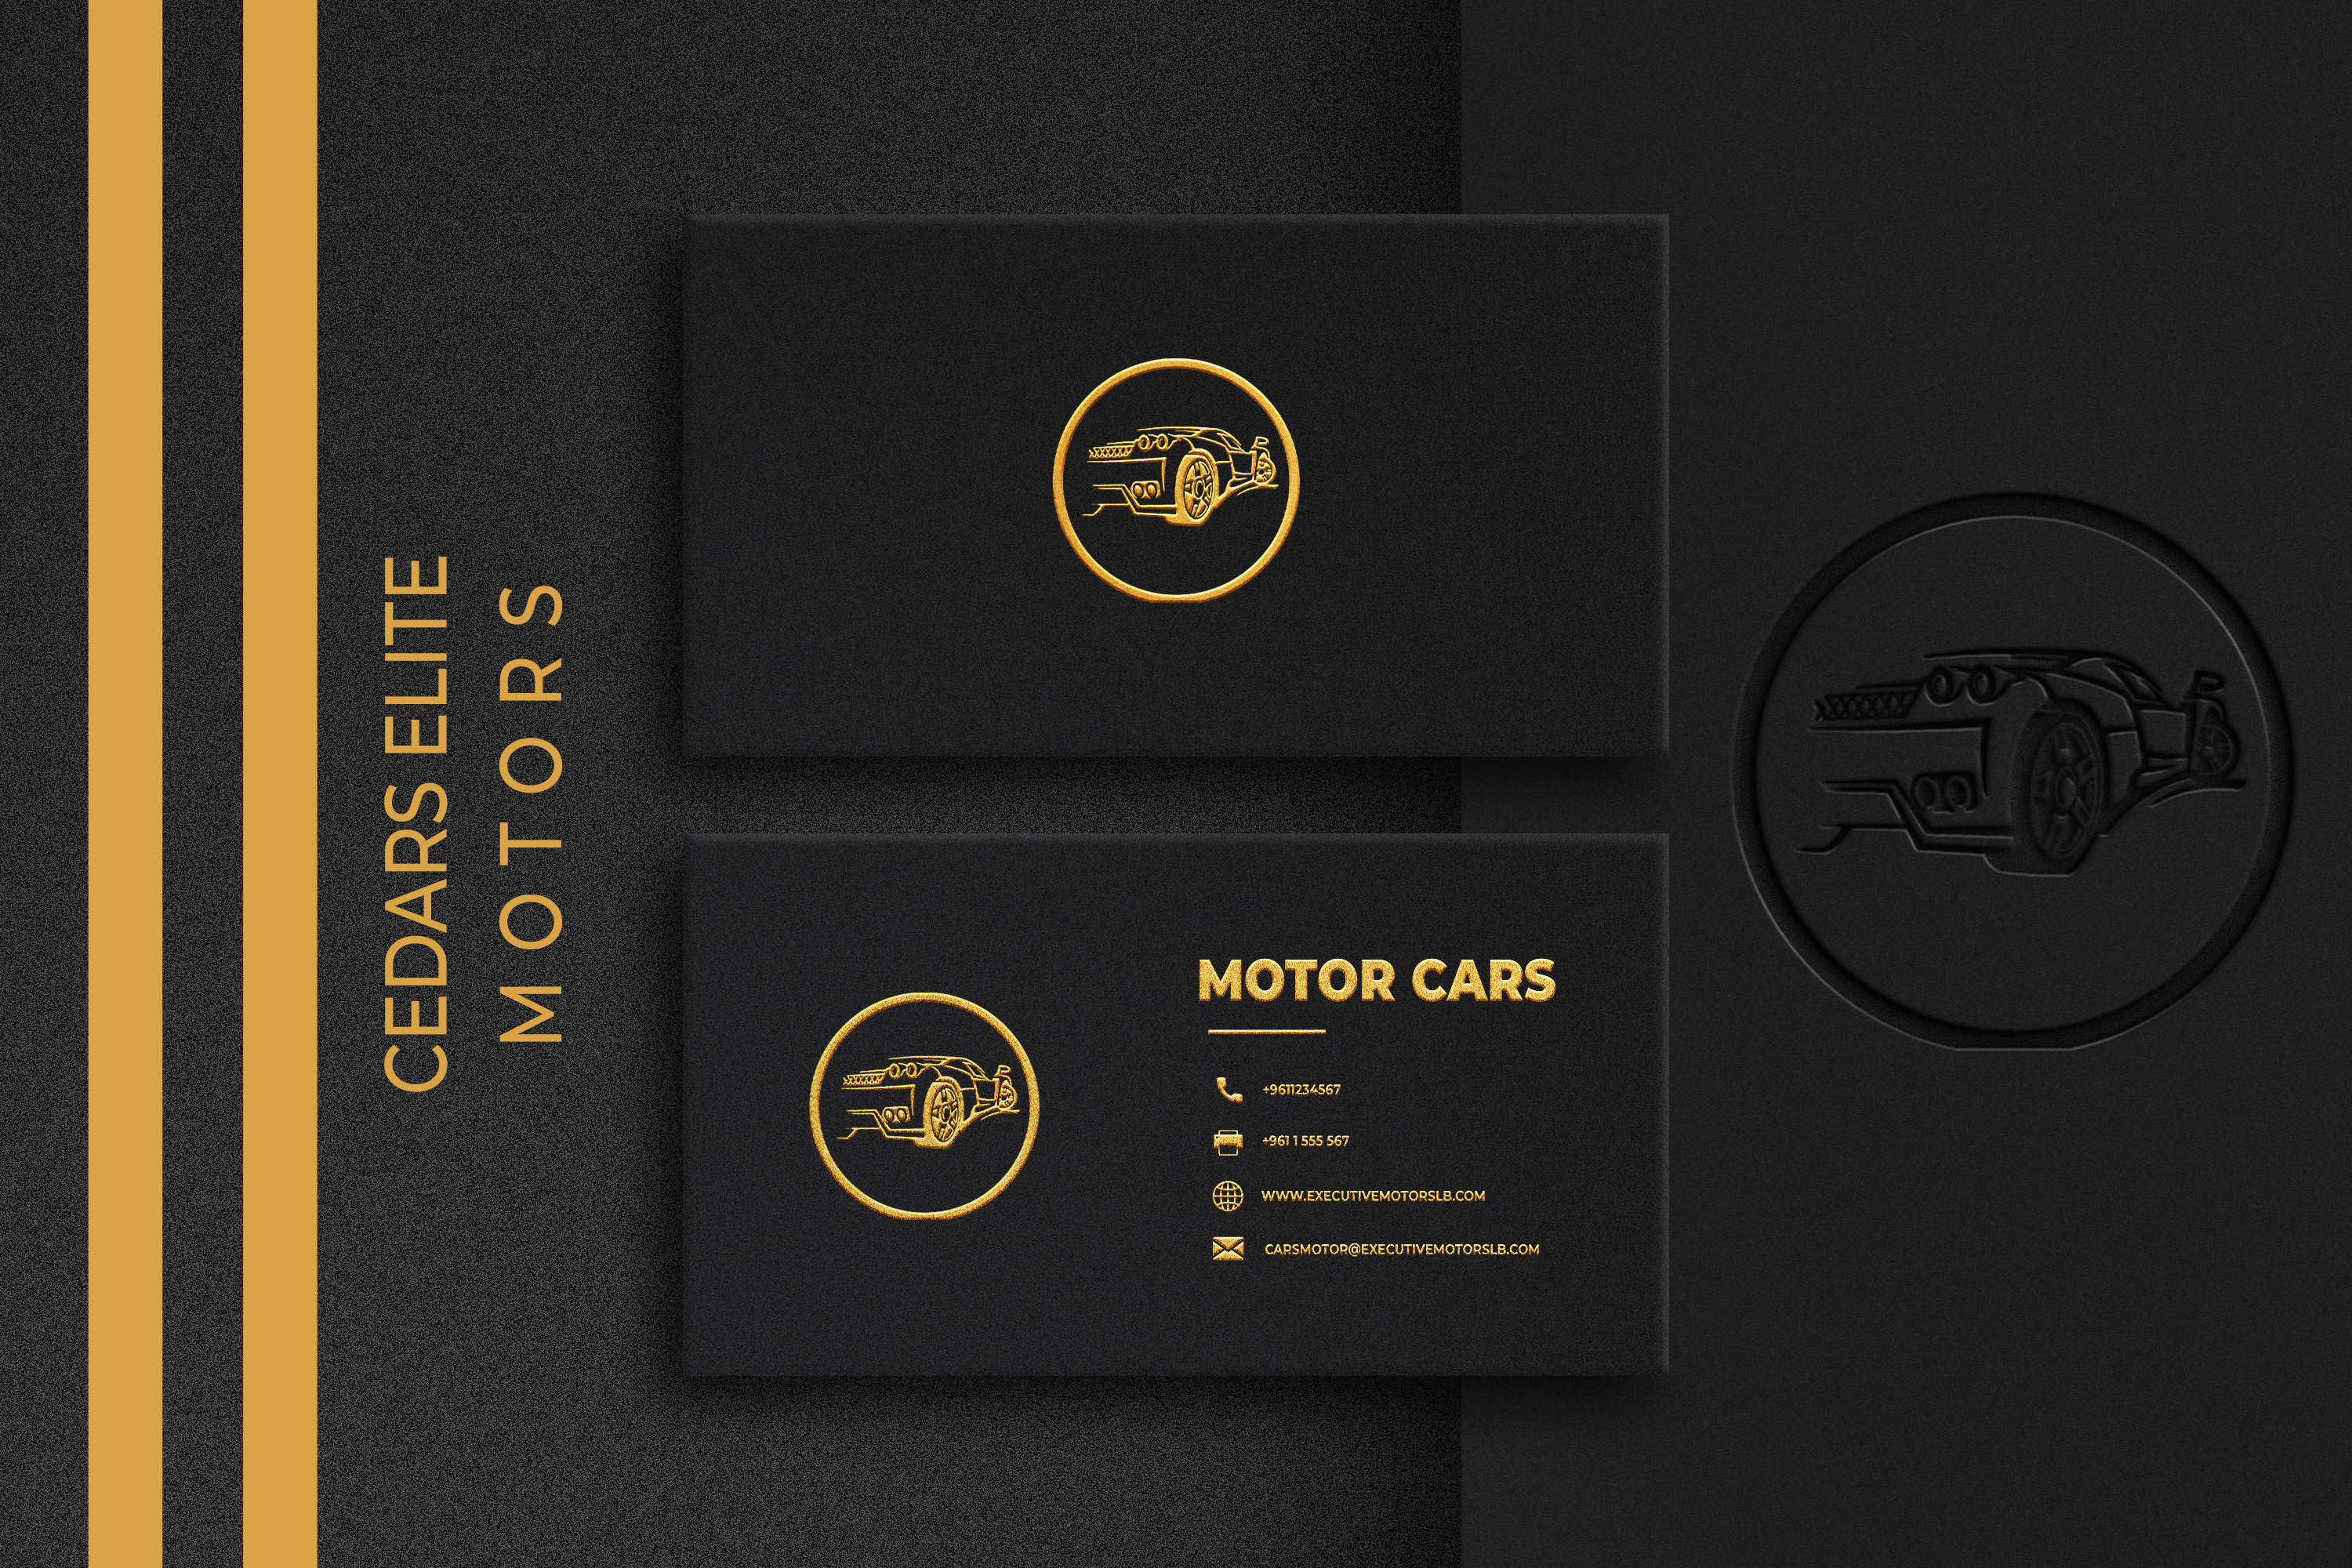 CEDARS ELITE
MOTORS
MOTOR CARS
+9611234567
+961 1 555 567
WWW.EXECUTIVEMOTORSLB.COM
CARSMOTOR@EXECUTIVEMOTORSLB.COM